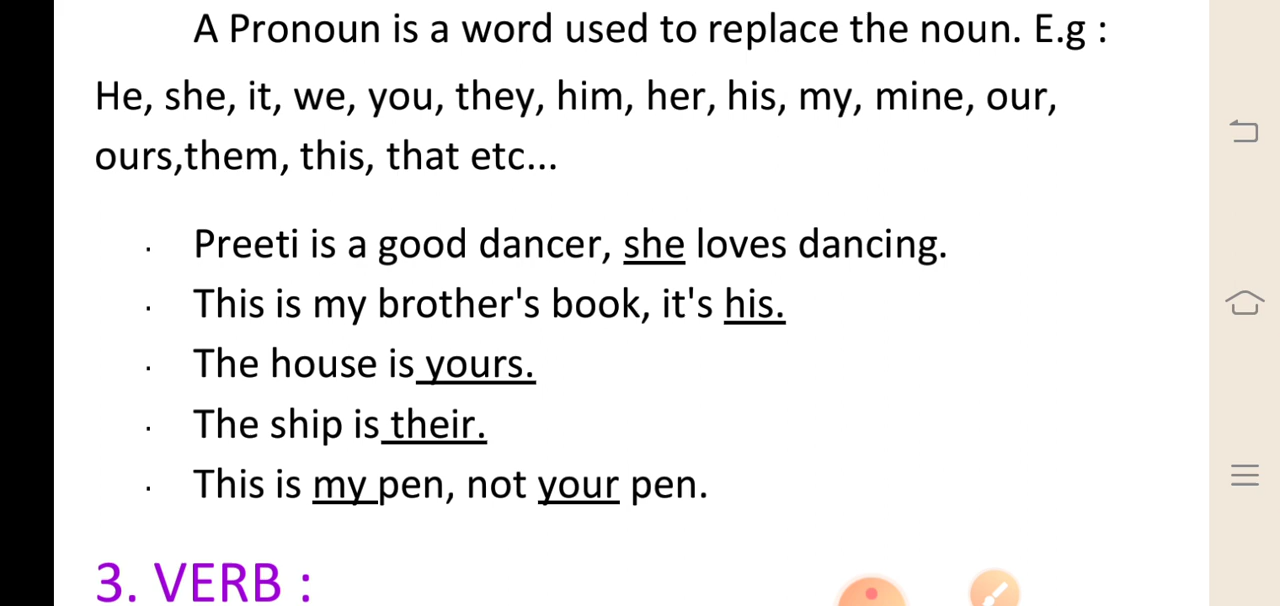 A Pronoun is a word used to replace the noun. E.g :
He, she, it, we, you, they, him, her, his, my, mine, our,
ours,them, this, that etc...
· Preeti is a good dancer, she loves dancing.
· This is my brother's book, it's his.
· The house is yours.
· The ship is their.
· This is my pen, not your pen.
3. VERB :